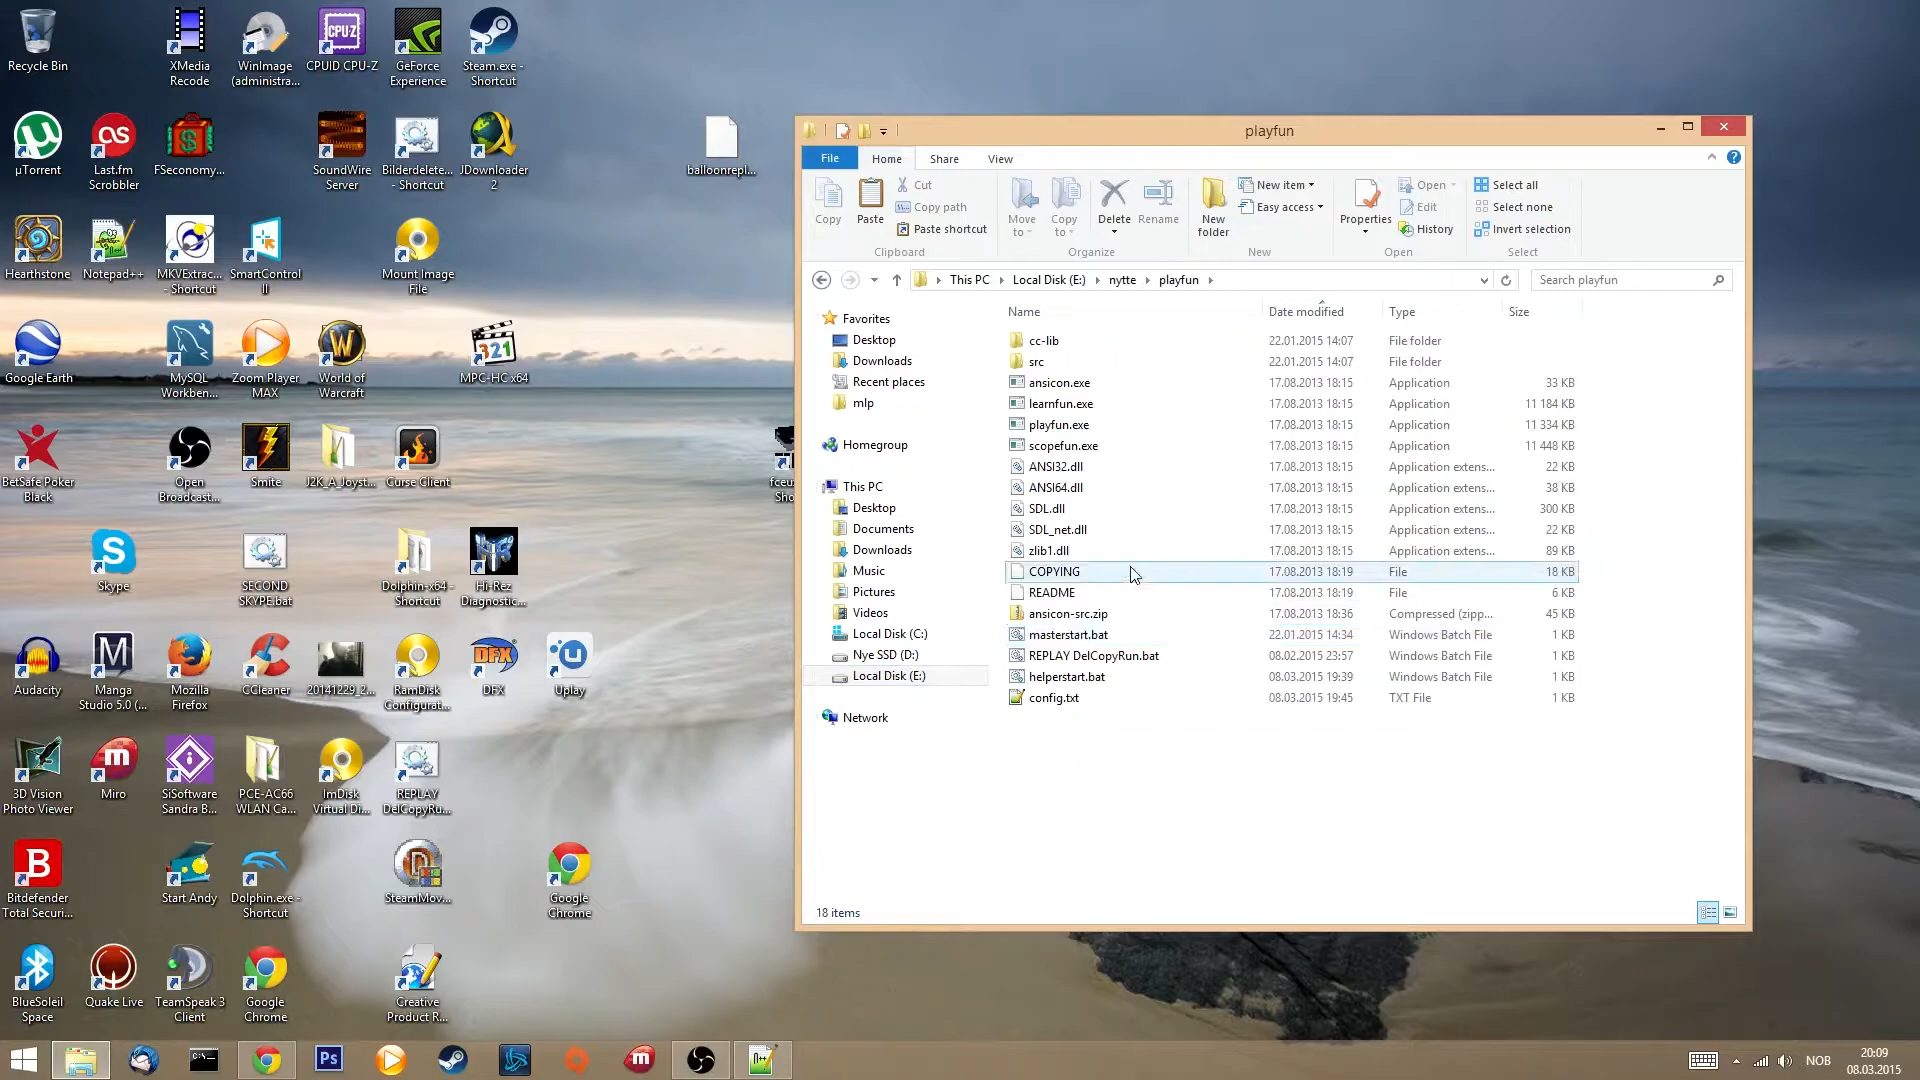 Recycle Bin
XMedia
Recode
WinImage
(administra...
CPUID CPU-Z
GeForce
Experience
Steam.exe -
Shortcut
µTorrent
Last.fm
Scrobbler
FSeconomy...
SoundWire
Server
Bilderdelete...
- Shortcut
JDownloader
2
balloonrepl...
Hearthstone
Notepad++
MKVExtrac...
- Shortcut
SmartControl
II
Mount Image
File
Google Earth
MySQL
Workben...
Zoom Player
MAX
World of
Warcraft
MPC-HC x64
BetSafe Poker
Black
Open
Broadcast...
Smite
J2K_A_Joyst...
Curse Client
fceu
Sho
Skype
SECOND
SKYPE.bat
Dolphin-x64 -
Shortcut
Hi-Rez
Diagnostic...
Audacity
Manga
Studio 5.0 (...
Mozilla
Firefox
CCleaner
20141229_2...
RamDisk
Configurat...
DFX
Uplay
3D Vision
Photo Viewer
Miro
SiSoftware
Sandra B...
PCE-AC66
WLAN Ca...
ImDisk
Virtual Di...
REPLAY
DelCopyRu...
Bitdefender
Total Securi...
Start Andy
Dolphin.exe -
Shortcut
SteamMov...
Google
Chrome
BlueSoleil
Space
Quake Live
TeamSpeak 3
Client
Google
Chrome
Creative
Product R...
playfun
File Home Share View
Copy Paste Cut
Copy path
Paste shortcut
Clipboard
Move
to
Copy
to
Delete Rename
Organize
New
folder
New item
Easy access
New
Properties
Open
Edit
History
Open
Select all
Select none
Invert selection
Select
This PC Local Disk (E:) nytte playfun
Search playfun
Favorites
Desktop
Downloads
Recent places
mlp
Homegroup
This PC
Desktop
Documents
Downloads
Music
Pictures
Videos
Local Disk (C:)
Nye SSD (D:)
Local Disk (E:)
Network
Name Date modified Type Size
cc-lib 22.01.2015 14:07 File folder
src 22.01.2015 14:07 File folder
ansicon.exe 17.08.2013 18:15 Application 33 KB
learnfun.exe 17.08.2013 18:15 Application 11 184 KB
playfun.exe 17.08.2013 18:15 Application 11 334 KB
scopefun.exe 17.08.2013 18:15 Application 11 448 KB
ANSI32.dll 17.08.2013 18:15 Application extens... 22 KB
ANSI64.dll 17.08.2013 18:15 Application extens... 38 KB
SDL.dll 17.08.2013 18:15 Application extens... 300 KB
SDL_net.dll 17.08.2013 18:15 Application extens... 22 KB
zlib1.dll 17.08.2013 18:15 Application extens... 89 KB
COPYING 17.08.2013 18:19 File 18 KB
README 17.08.2013 18:19 File 6 KB
ansicon-src.zip 17.08.2013 18:36 Compressed (zipp... 45 KB
masterstart.bat 22.01.2015 14:34 Windows Batch File 1 KB
REPLAY DelCopyRun.bat 08.02.2015 23:57 Windows Batch File 1 KB
helperstart.bat 08.03.2015 19:39 Windows Batch File 1 KB
config.txt 08.03.2015 19:45 TXT File 1 KB
18 items
NOB
20:09
08.03.2015